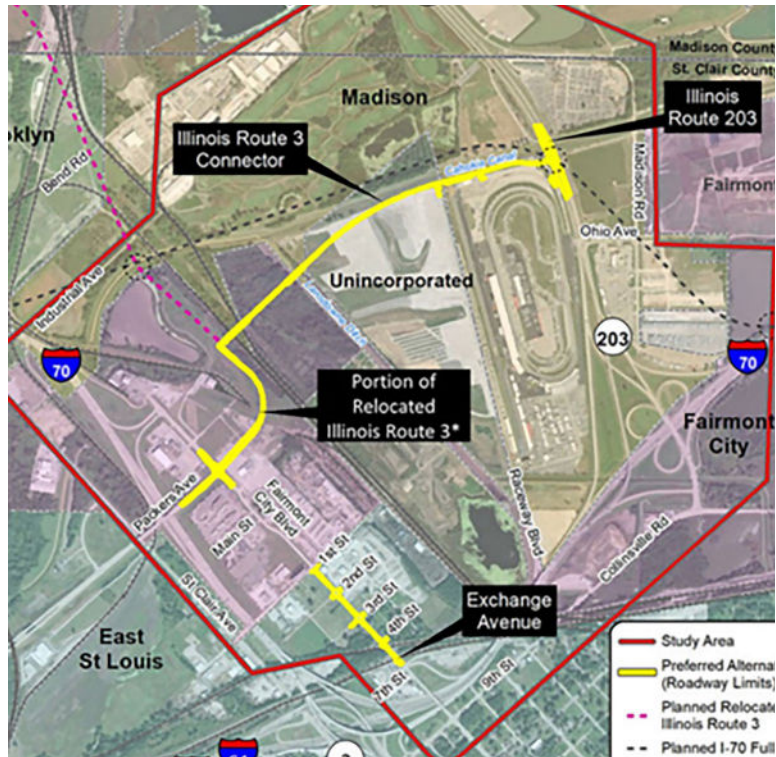 Madison County
St. Clair County
Madison
Illinois
Route 203
oklyn
Illinois Route 3
Connector
Bend Rd
Cahokia Canal
Madison Rd
Fairmont
Ohio Ave
Industrial Ave
Unincorporated
203
70
70
Portion of
Relocated
Illinois Route 3*
Fairmont
City
Packers Ave
Main St
Fairmont
City Blvd
Raceway Blvd
1st St
2nd St
3rd St
4th St
Collinsville Rd
St Clair Ave
Exchange
Avenue
East
St Louis
7th St
9th St
Study Area
Preferred Alterna
(Roadway Limits)
Planned Relocate
Illinois Route 3
Planned I-70 Full